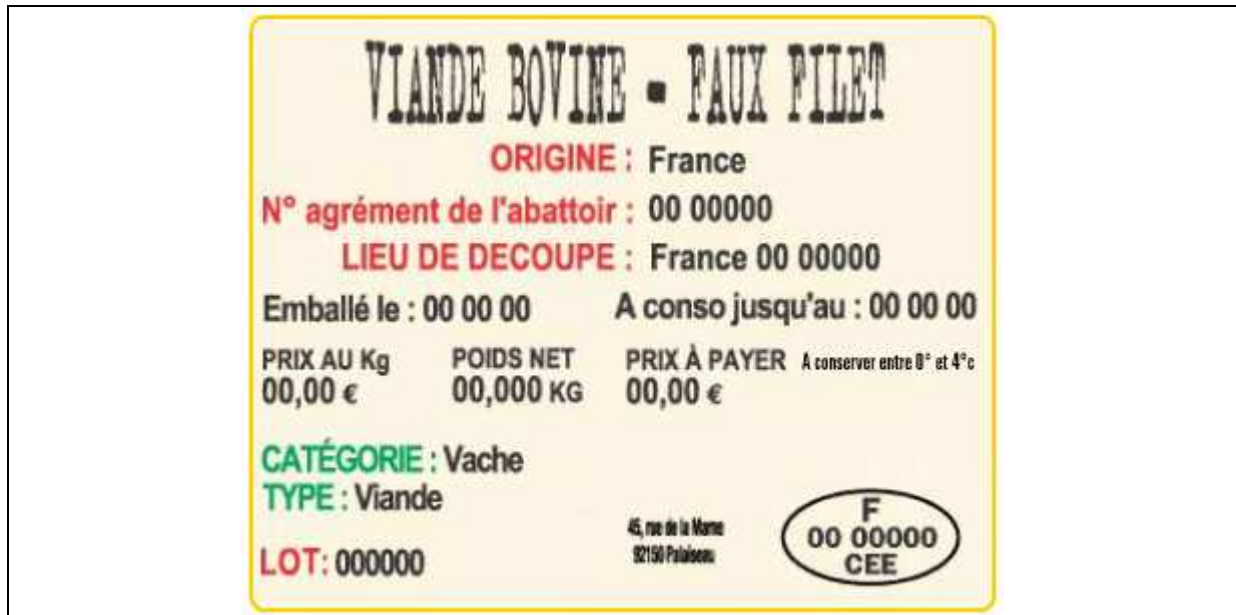 VIANDE BOVINE - FAUX FILET
ORIGINE : France
N° agrément de l'abattoir : 00 00000
LIEU DE DECOUPE : France 00 00000
Emballé le : 00 00 00 A conso jusqu'au : 00 00 00
PRIX AU Kg POIDS NET PRIX À PAYER A conserver entre 0° et 4°c
00,00 € 00,000 KG 00,00 €
CATÉGORIE : Vache
TYPE : Viande
45, rue de la Marne
92150 Palaiseau
LOT: 000000
F
00 00000
CEE